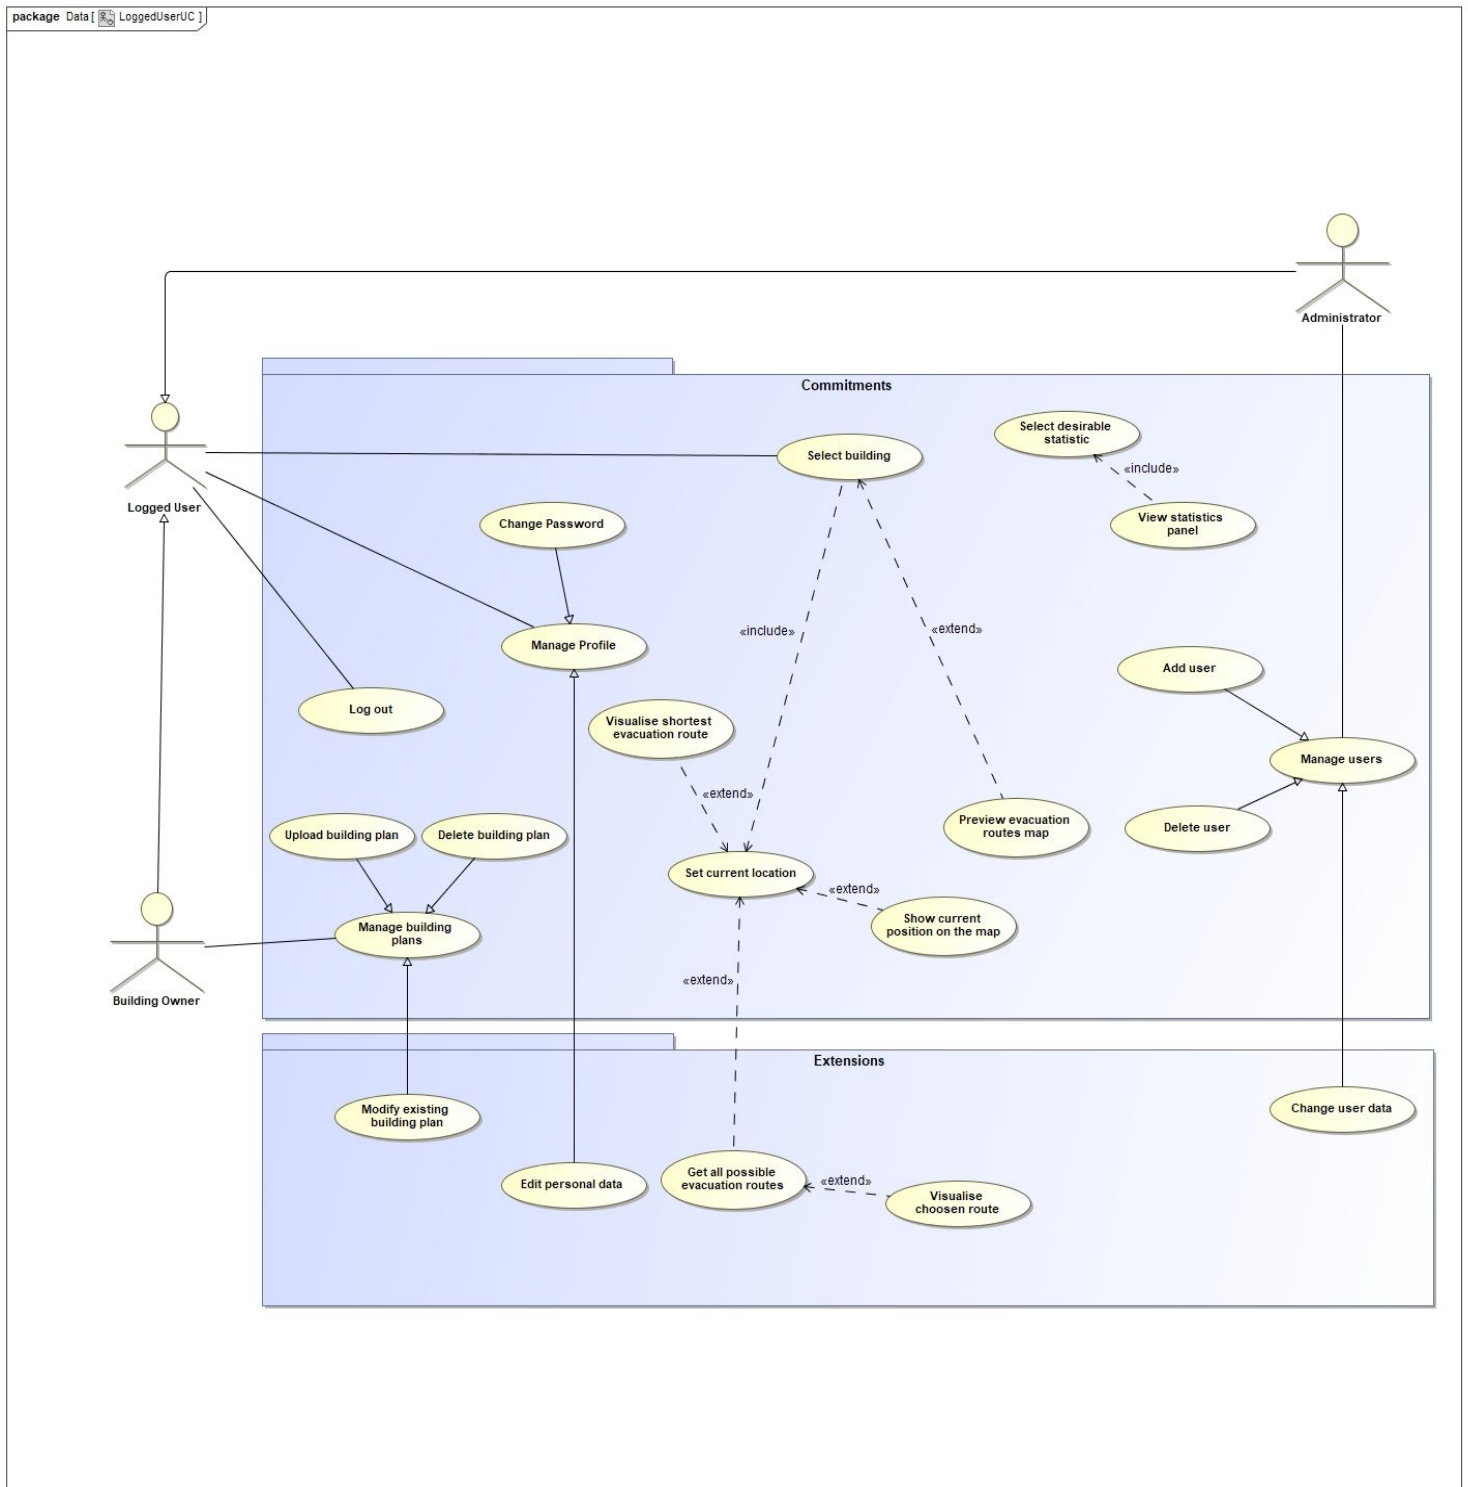 package Data [ LoggedUserUC ]
Administrator
Commitments
Select desirable
statistic
Select building
«include»
Logged User
Change Password
View statistics
panel
«include»
«extend»
Manage Profile
Add user
Log out
Visualise shortest
evacuation route
Manage users
«extend»
Upload building plan
Delete building plan
Preview evacuation
routes map
Delete user
Set current location
«extend»
Manage building
plans
Show current
position on the map
«extend»
Building Owner
Extensions
Modify existing
building plan
Change user data
Edit personal data
Get all possible
evacuation routes
«extend»
Visualise
choosen route